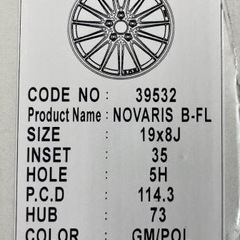 CODE NO : 39532
Product Name : NOVARIS B-FL
SIZE : 19x8J
INSET : 35
HOLE : 5H
P.C.D : 114.3
HUB : 73
COLOR : GM/POL